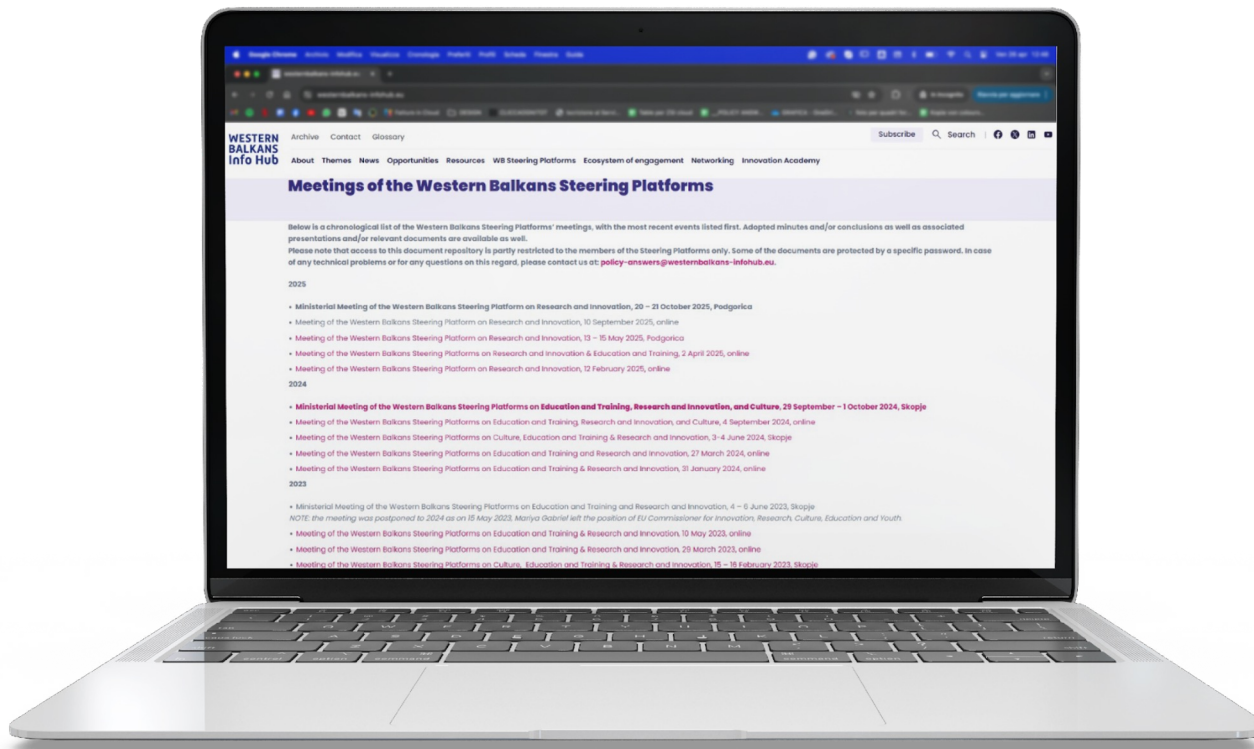 Google Chrome Archivio Modifica Visualizza Cronologia Preferiti Profili Scheda Finestra Guida
westernbalkans-infohub.eu
westernbalkans-infohub.eu
WESTERN
BALKANS
Info Hub
Archive Contact Glossary
Subscribe Search
About Themes News Opportunities Resources WB Steering Platforms Ecosystem of engagement Networking Innovation Academy
Meetings of the Western Balkans Steering Platforms
Below is a chronological list of the Western Balkans Steering Platforms' meetings, with the most recent events listed first. Adopted minutes and/or conclusions as well as associated
presentations and/or relevant documents are available as well.
Please note that access to this document repository is partly restricted to the members of the Steering Platforms only. Some of the documents are protected by a specific password. In case
of any technical problems or for any questions on this regard, please contact us at: policy-answers@westernbalkans-infohub.eu.
2025
• Ministerial Meeting of the Western Balkans Steering Platform on Research and Innovation, 20 – 21 October 2025, Podgorica
• Meeting of the Western Balkans Steering Platform on Research and Innovation, 10 September 2025, online
• Meeting of the Western Balkans Steering Platform on Research and Innovation, 13 – 15 May 2025, Podgorica
• Meeting of the Western Balkans Steering Platforms on Research and Innovation & Education and Training, 2 April 2025, online
• Meeting of the Western Balkans Steering Platform on Research and Innovation, 12 February 2025, online
2024
• Ministerial Meeting of the Western Balkans Steering Platforms on Education and Training, Research and Innovation, and Culture, 29 September – 1 October 2024, Skopje
• Meeting of the Western Balkans Steering Platforms on Education and Training, Research and Innovation, and Culture, 4 September 2024, online
• Meeting of the Western Balkans Steering Platforms on Culture, Education and Training & Research and Innovation, 3-4 June 2024, Skopje
• Meeting of the Western Balkans Steering Platforms on Education and Training and Research and Innovation, 27 March 2024, online
• Meeting of the Western Balkans Steering Platforms on Education and Training & Research and Innovation, 31 January 2024, online
2023
• Ministerial Meeting of the Western Balkans Steering Platforms on Education and Training and Research and Innovation, 4 – 6 June 2023, Skopje
NOTE: the meeting was postponed to 2024 as on 15 May 2023, Mariya Gabriel left the position of EU Commissioner for Innovation, Research, Culture, Education and Youth.
• Meeting of the Western Balkans Steering Platforms on Education and Training & Research and Innovation, 10 May 2023, online
• Meeting of the Western Balkans Steering Platforms on Education and Training & Research and Innovation, 29 March 2023, online
• Meeting of the Western Balkans Steering Platforms on Culture, Education and Training & Research and Innovation, 15 – 16 February 2023, Skopje